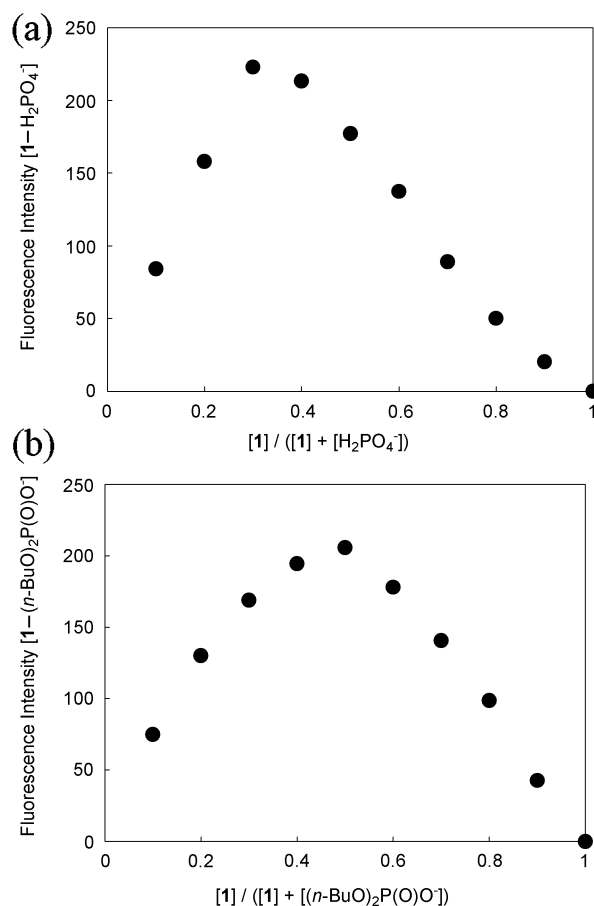 (a)
250
200
150
100
50
0
Fluorescence Intensity [1−H₂PO₄⁻]
0 0.2 0.4 0.6 0.8 1
[1] / ([1] + [H₂PO₄⁻])
(b)
250
200
150
100
50
0
Fluorescence Intensity [1−(n-BuO)₂P(O)O⁻]
0 0.2 0.4 0.6 0.8 1
[1] / ([1] + [(n-BuO)₂P(O)O⁻])